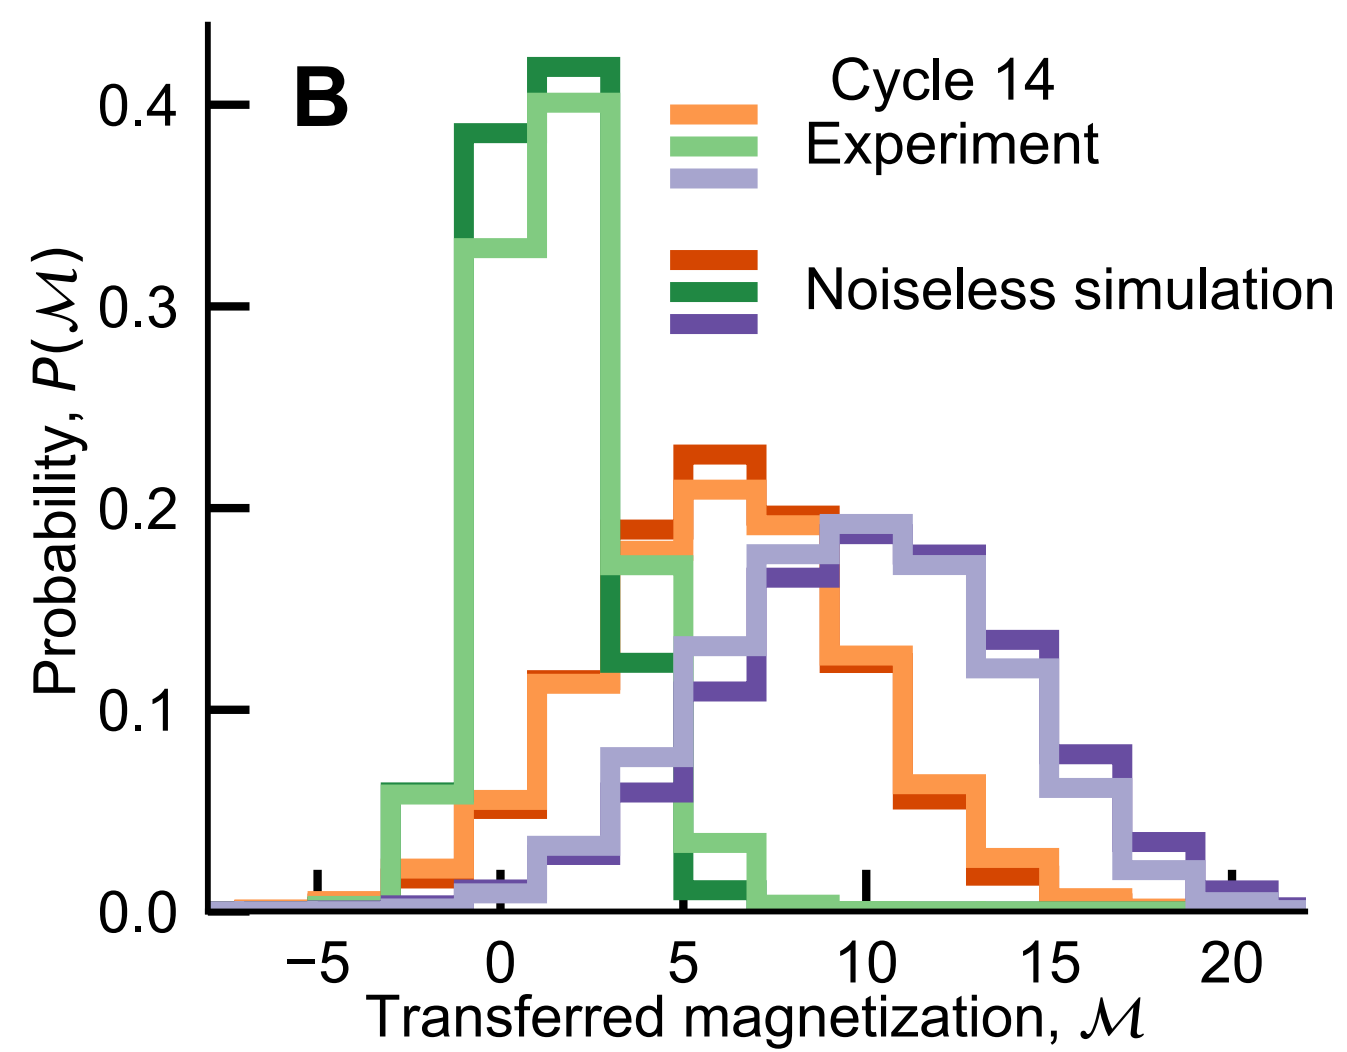 B
Cycle 14
Experiment
Noiseless simulation
Probability, P(ℳ)
0.4
0.3
0.2
0.1
0.0
−5 0 5 10 15 20
Transferred magnetization, ℳ